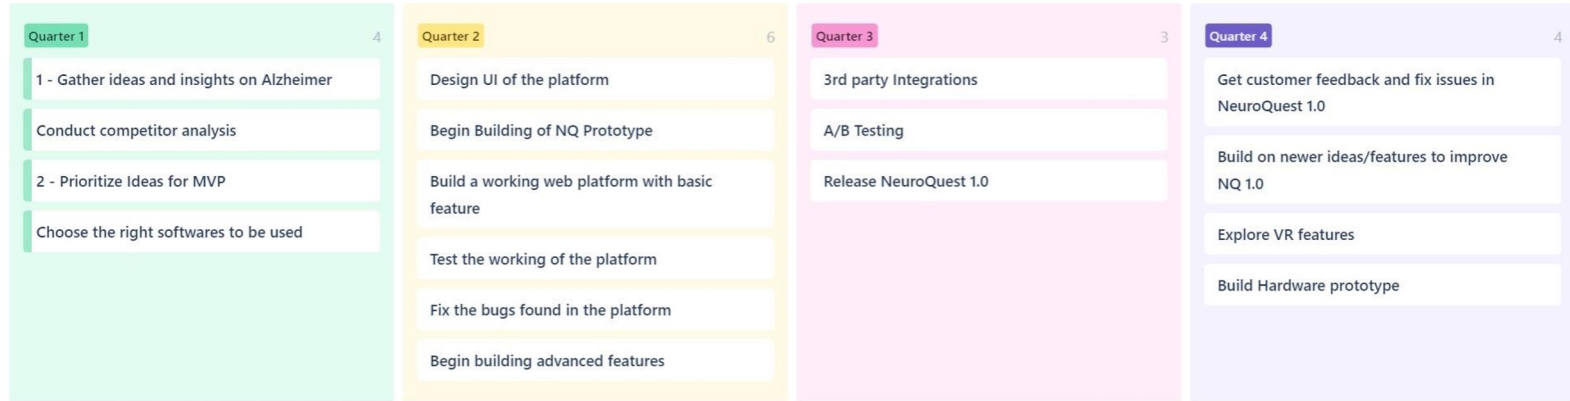 Quarter 1 4
1 - Gather ideas and insights on Alzheimer
Conduct competitor analysis
2 - Prioritize Ideas for MVP
Choose the right softwares to be used
Quarter 2 6
Design UI of the platform
Begin Building of NQ Prototype
Build a working web platform with basic
feature
Test the working of the platform
Fix the bugs found in the platform
Begin building advanced features
Quarter 3 3
3rd party Integrations
A/B Testing
Release NeuroQuest 1.0
Quarter 4 4
Get customer feedback and fix issues in
NeuroQuest 1.0
Build on newer ideas/features to improve
NQ 1.0
Explore VR features
Build Hardware prototype